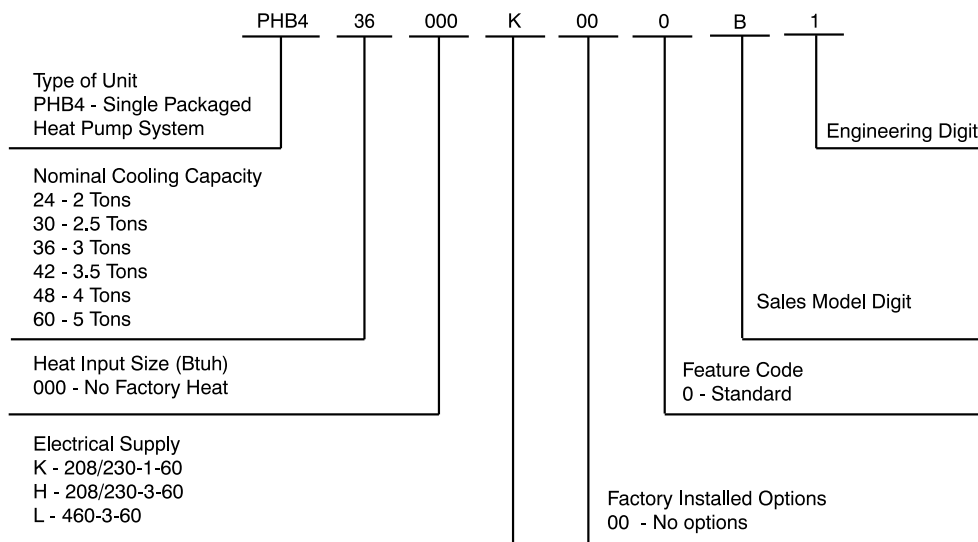 PHB4 36 000 K 00 0 B 1
Type of Unit
PHB4 - Single Packaged
Heat Pump System
Engineering Digit
Nominal Cooling Capacity
24 - 2 Tons
30 - 2.5 Tons
36 - 3 Tons
42 - 3.5 Tons
48 - 4 Tons
60 - 5 Tons
Sales Model Digit
Heat Input Size (Btuh)
000 - No Factory Heat
Feature Code
0 - Standard
Electrical Supply
K - 208/230-1-60
H - 208/230-3-60
L - 460-3-60
Factory Installed Options
00 - No options